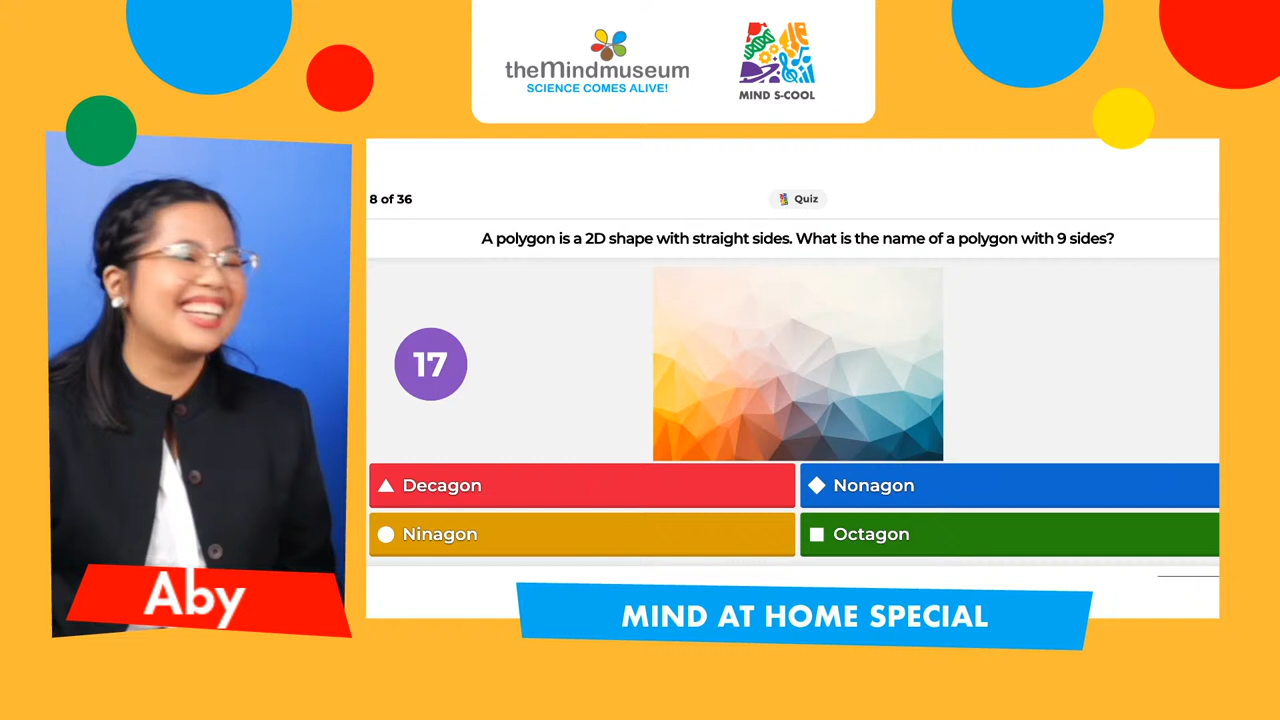 theMindmuseum
SCIENCE COMES ALIVE!
MIND S-COOL
8 of 36
Quiz
A polygon is a 2D shape with straight sides. What is the name of a polygon with 9 sides?
17
Decagon
Nonagon
Ninagon
Octagon
Aby
MIND AT HOME SPECIAL